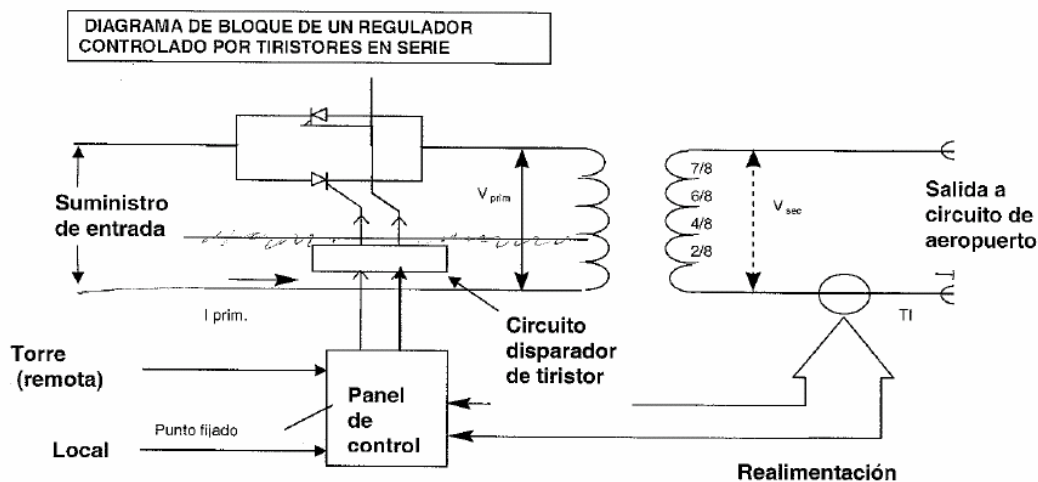 DIAGRAMA DE BLOQUE DE UN REGULADOR
CONTROLADO POR TIRISTORES EN SERIE
Suministro
de entrada
V prim
7/8
6/8
4/8
2/8
V sec
Salida a
circuito de
aeropuerto
I prim.
TI
Circuito
disparador
de tiristor
Torre
(remota)
Panel
de
control
Punto fijado
Local
Realimentación